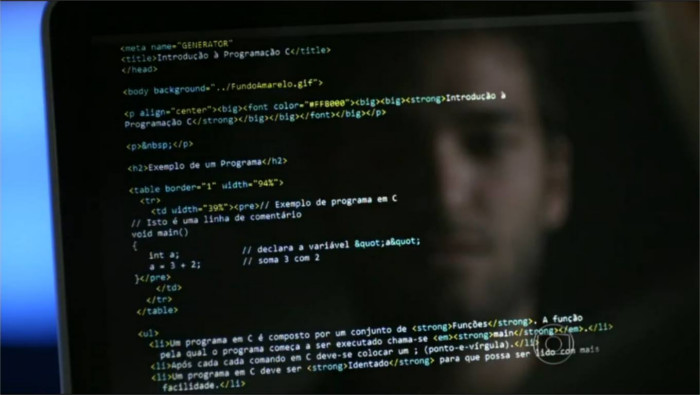 <meta name="GENERATOR"
<title>Introdução à Programação C</title>
</head>
<body background="../FundoAmarelo.gif">
<p align="center"><big><font color="#FFB000"><big><big><strong>Introdução à
Programação C</strong></big></big></font></big></p>
<p>&nbsp;</p>
<h2>Exemplo de um Programa</h2>
<table border="1" width="94%">
<tr>
<td width="39%"><pre>// Exemplo de programa em C
// Isto é uma linha de comentário
void main()
{
int a; // declara a variável &quot;a&quot;
a = 3 + 2; // soma 3 com 2
}</pre>
</td>
</tr>
</table>
<ul>
<li>Um programa em C é composto por um conjunto de <strong>Funções</strong>. A função
pela qual o programa começa a ser executado chama-se <em><strong>main</strong></em>.</li>
<li>Após cada cada comando em C deve-se colocar um ; (ponto-e-vírgula).</li>
<li>Um programa em C deve ser <strong>Identado</strong> para que possa ser lido com mais
facilidade.</li>